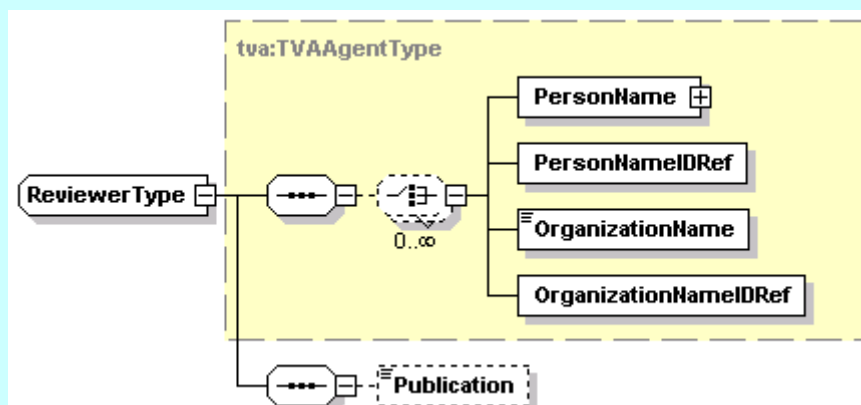 tva:TVAAgentType
PersonName
PersonNameIDRef
ReviewerType
OrganizationName
0..∞
OrganizationNameIDRef
Publication